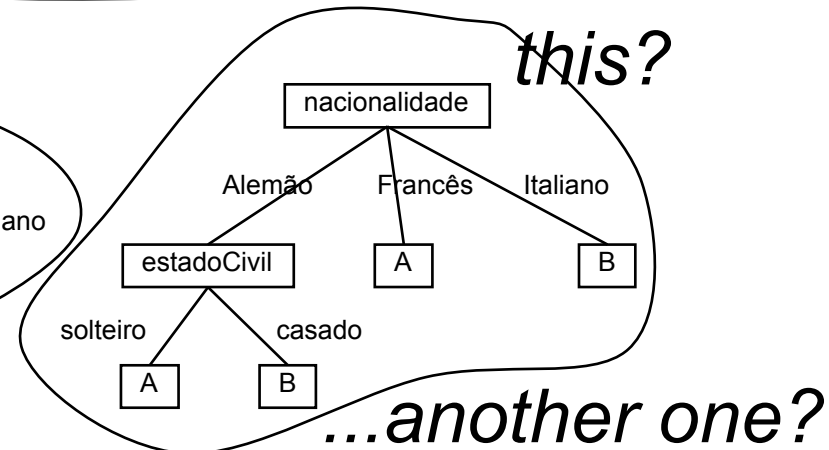 this?
nacionalidade
Alemão Francês Italiano
ano
estadoCivil A B
solteiro casado
A B
...another one?